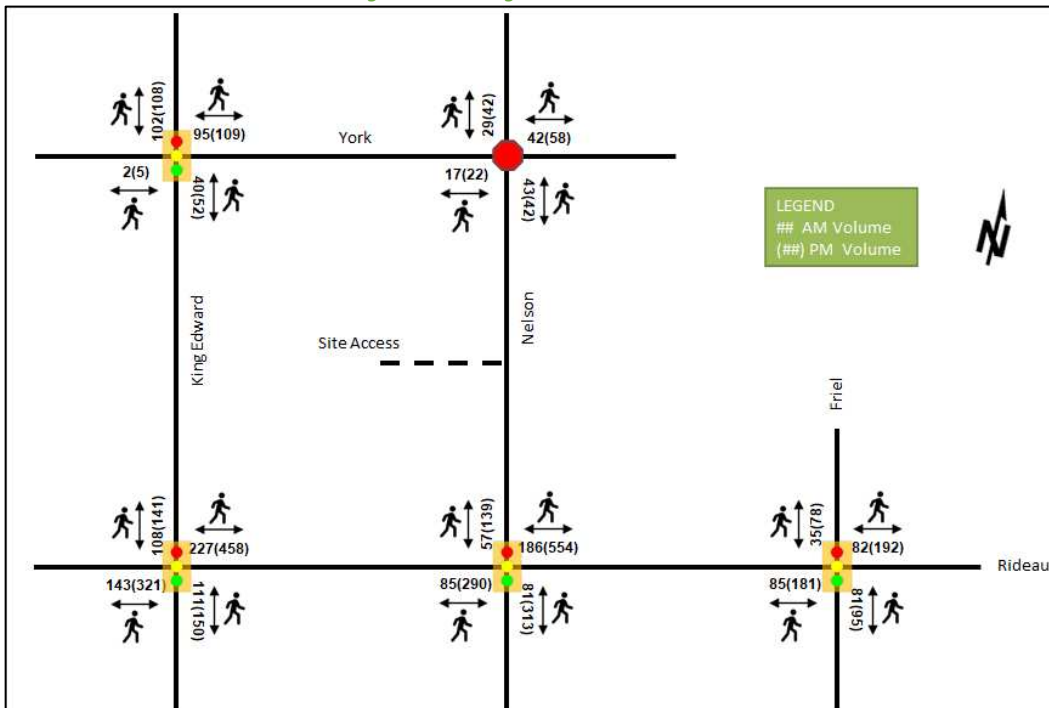 102(108)
95(109)
29(42)
42(58)
York
2(5)
40(52)
17(22)
43(42)
LEGEND
## AM Volume
(##) PM Volume
N
King Edward
Nelson
Site Access
Friel
108(141)
227(458)
57(139)
186(554)
35(78)
82(192)
Rideau
143(321)
111(150)
85(290)
81(313)
85(181)
81(95)